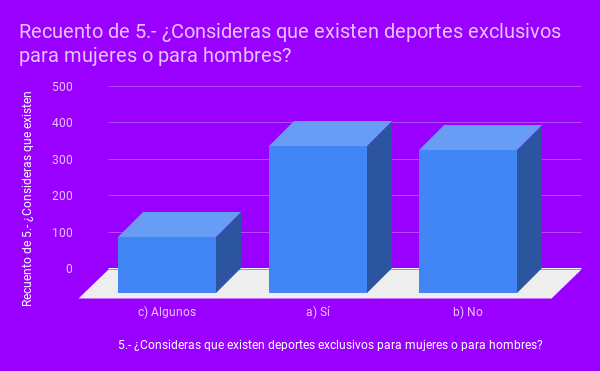 Recuento de 5.- ¿Consideras que existen deportes exclusivos
para mujeres o para hombres?
Recuento de 5.- ¿Consideras que existen
500
400
300
200
100
0
c) Algunos
a) Sí
b) No
5.- ¿Consideras que existen deportes exclusivos para mujeres o para hombres?